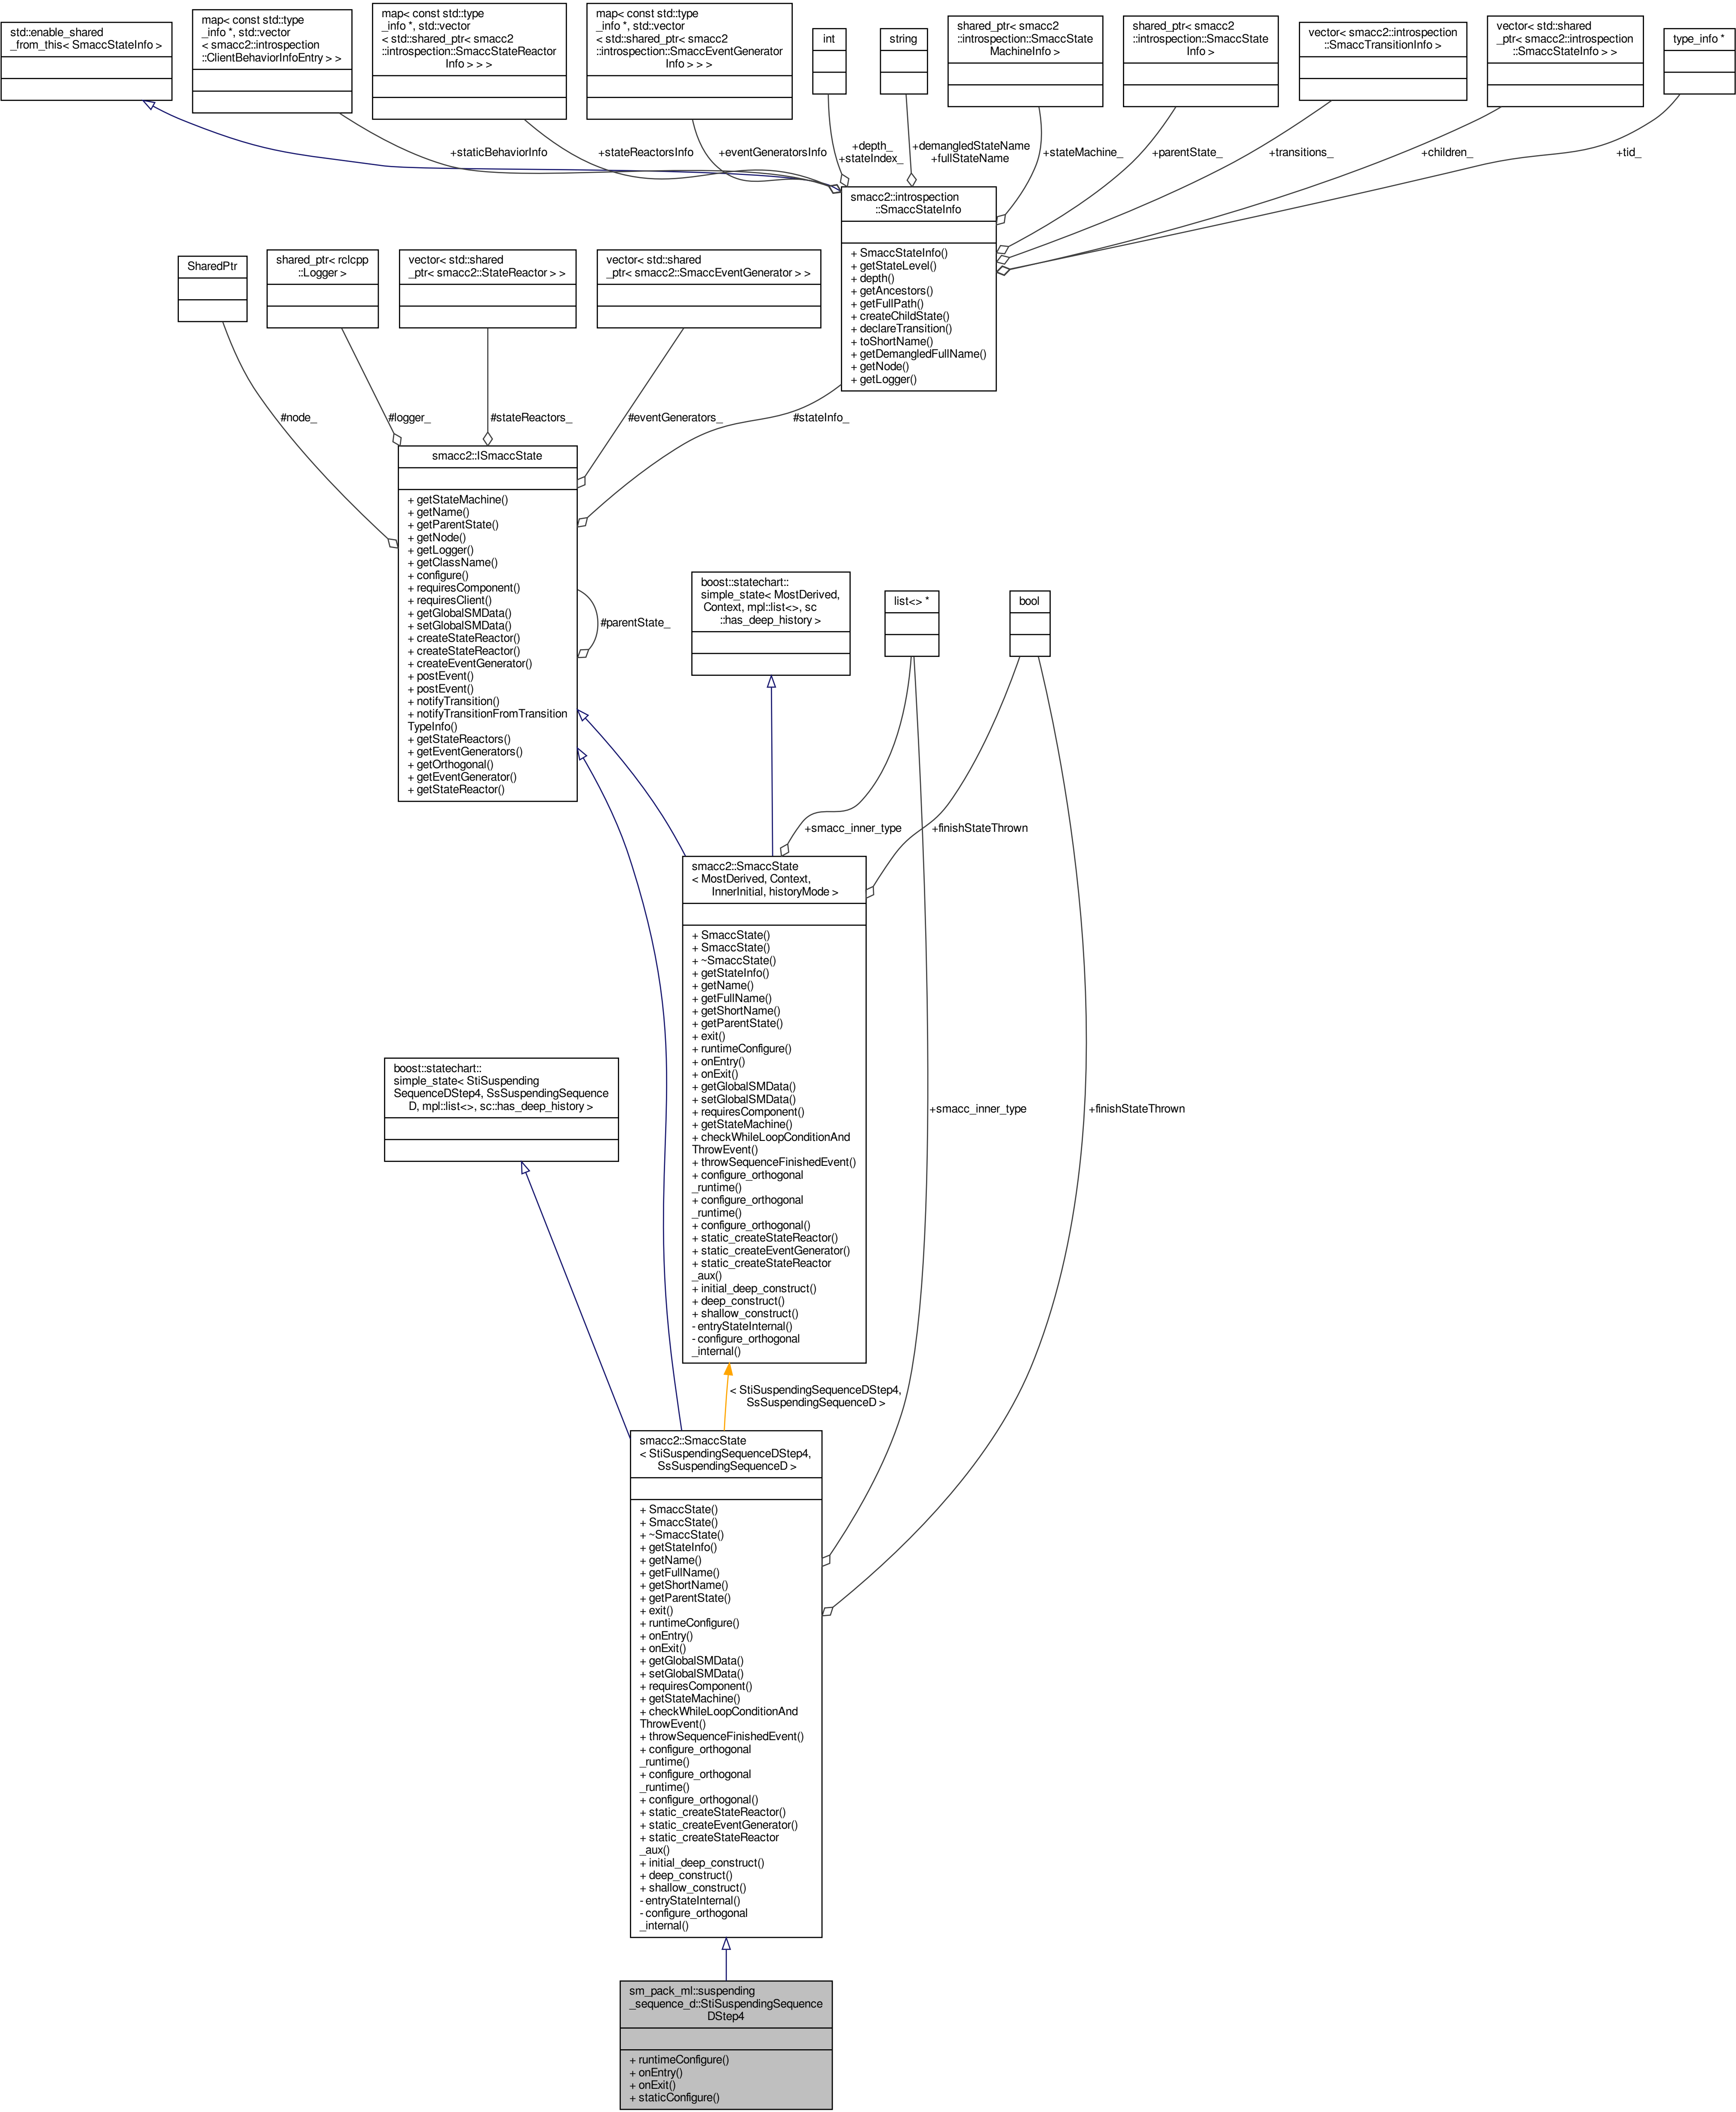 std::enable_shared
_from_this< SmaccStateInfo >
map< const std::type
_info *, std::vector
< smacc2::introspection
::ClientBehaviorInfoEntry > >
map< const std::type
_info *, std::vector
< std::shared_ptr< smacc2
::introspection::SmaccStateReactor
Info > > >
map< const std::type
_info *, std::vector
< std::shared_ptr< smacc2
::introspection::SmaccEventGenerator
Info > > >
int
string
shared_ptr< smacc2
::introspection::SmaccState
MachineInfo >
shared_ptr< smacc2
::introspection::SmaccState
Info >
vector< smacc2::introspection
::SmaccTransitionInfo >
vector< std::shared
_ptr< smacc2::introspection
::SmaccStateInfo > >
type_info *
+staticBehaviorInfo
+stateReactorsInfo
+eventGeneratorsInfo
+depth_
+stateIndex_
+demangledStateName
+fullStateName
+stateMachine_
+parentState_
+transitions_
+children_
+tid_
smacc2::introspection
::SmaccStateInfo
+ SmaccStateInfo()
+ getStateLevel()
+ depth()
+ getAncestors()
+ getFullPath()
+ createChildState()
+ declareTransition()
+ toShortName()
+ getDemangledFullName()
+ getNode()
+ getLogger()
SharedPtr
shared_ptr< rclcpp
::Logger >
vector< std::shared
_ptr< smacc2::StateReactor > >
vector< std::shared
_ptr< smacc2::SmaccEventGenerator > >
#node_
#logger_
#stateReactors_
#eventGenerators_
#stateInfo_
smacc2::ISmaccState
+ getStateMachine()
+ getName()
+ getParentState()
+ getNode()
+ getLogger()
+ getClassName()
+ configure()
+ requiresComponent()
+ requiresClient()
+ getGlobalSMData()
+ setGlobalSMData()
+ createStateReactor()
+ createStateReactor()
+ createEventGenerator()
+ postEvent()
+ postEvent()
+ notifyTransition()
+ notifyTransitionFromTransition
TypeInfo()
+ getStateReactors()
+ getEventGenerators()
+ getOrthogonal()
+ getEventGenerator()
+ getStateReactor()
#parentState_
boost::statechart::
simple_state< MostDerived,
Context, mpl::list<>, sc
::has_deep_history >
list<> *
bool
+smacc_inner_type
+finishStateThrown
smacc2::SmaccState
< MostDerived, Context,
InnerInitial, historyMode >
+ SmaccState()
+ SmaccState()
+ ~SmaccState()
+ getStateInfo()
+ getName()
+ getFullName()
+ getShortName()
+ getParentState()
+ exit()
+ runtimeConfigure()
+ onEntry()
+ onExit()
+ getGlobalSMData()
+ setGlobalSMData()
+ requiresComponent()
+ getStateMachine()
+ checkWhileLoopConditionAnd
ThrowEvent()
+ throwSequenceFinishedEvent()
+ configure_orthogonal
_runtime()
+ configure_orthogonal
_runtime()
+ configure_orthogonal()
+ static_createStateReactor()
+ static_createEventGenerator()
+ static_createStateReactor
_aux()
+ initial_deep_construct()
+ deep_construct()
+ shallow_construct()
- entryStateInternal()
- configure_orthogonal
_internal()
boost::statechart::
simple_state< StiSuspending
SequenceDStep4, SsSuspendingSequence
D, mpl::list<>, sc::has_deep_history >
+smacc_inner_type
+finishStateThrown
< StiSuspendingSequenceDStep4,
SsSuspendingSequenceD >
smacc2::SmaccState
< StiSuspendingSequenceDStep4,
SsSuspendingSequenceD >
+ SmaccState()
+ SmaccState()
+ ~SmaccState()
+ getStateInfo()
+ getName()
+ getFullName()
+ getShortName()
+ getParentState()
+ exit()
+ runtimeConfigure()
+ onEntry()
+ onExit()
+ getGlobalSMData()
+ setGlobalSMData()
+ requiresComponent()
+ getStateMachine()
+ checkWhileLoopConditionAnd
ThrowEvent()
+ throwSequenceFinishedEvent()
+ configure_orthogonal
_runtime()
+ configure_orthogonal
_runtime()
+ configure_orthogonal()
+ static_createStateReactor()
+ static_createEventGenerator()
+ static_createStateReactor
_aux()
+ initial_deep_construct()
+ deep_construct()
+ shallow_construct()
- entryStateInternal()
- configure_orthogonal
_internal()
sm_pack_ml::suspending
_sequence_d::StiSuspendingSequence
DStep4
+ runtimeConfigure()
+ onEntry()
+ onExit()
+ staticConfigure()